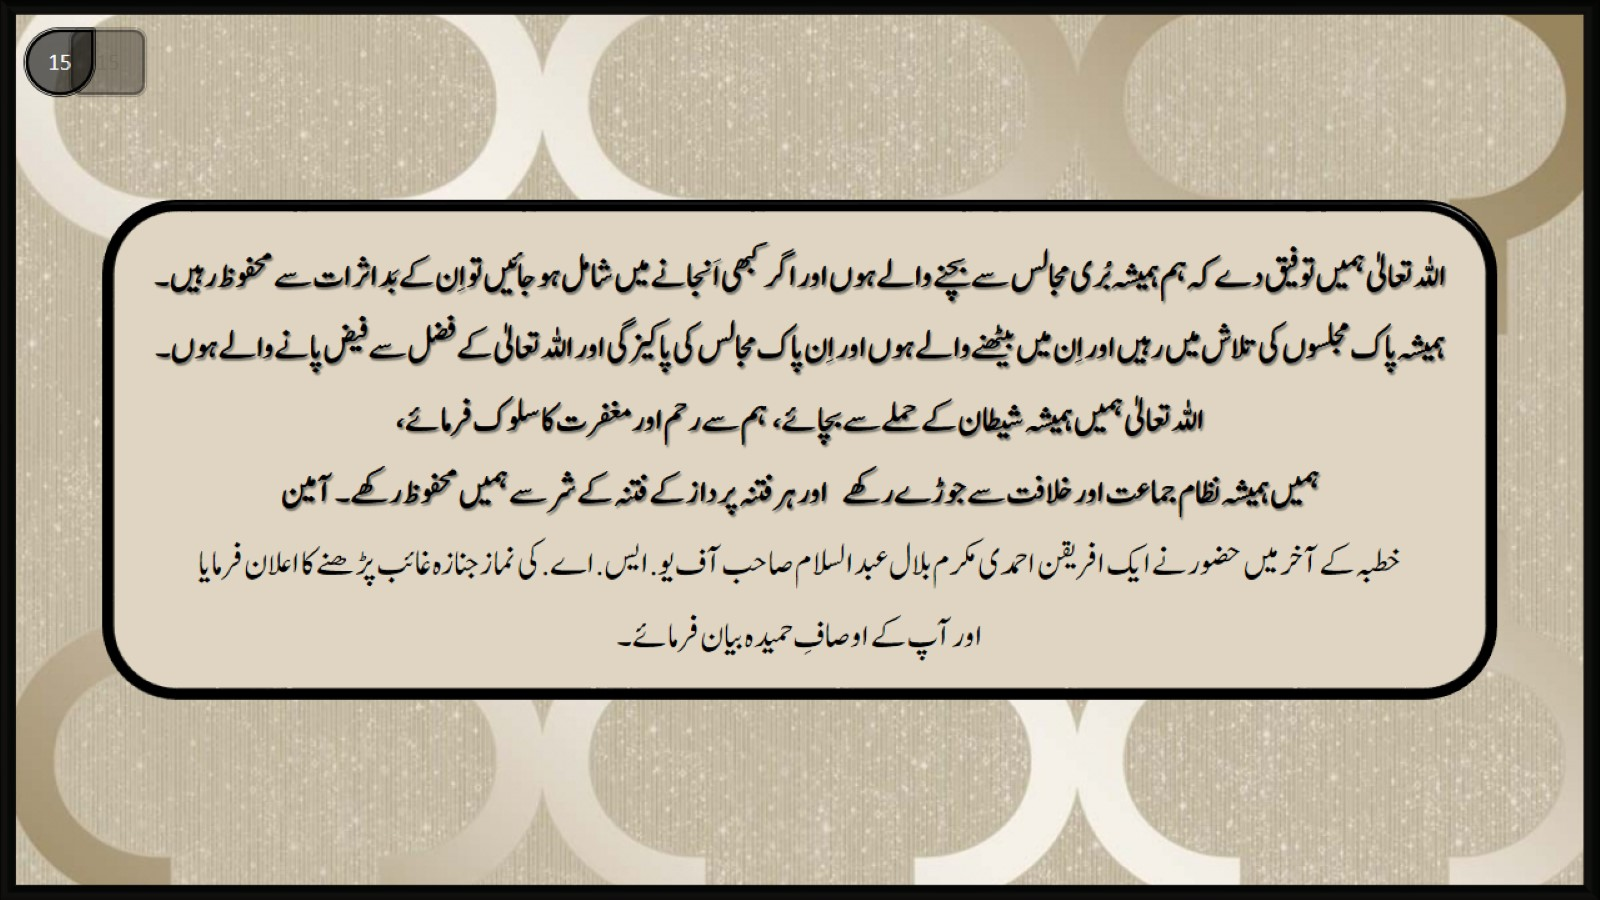 15
اللہ تعالیٰ ہمیں توفیق دے کہ ہم ہمیشہ بُری مجالس سے بچنے والے ہوں اور اگر کبھی اَنجانے میں شامل ہو جائیں تو اِن کے بَد اثرات سے محفوظ رہیں۔
ہمیشہ پاک مجلسوں کی تلاش میں رہیں اور اِن میں بیٹھنے والے ہوں اور اِن پاک مجالس کی پاکیزگی اور اللہ تعالیٰ کے فضل سے فیض پانے والے ہوں۔
اللہ تعالیٰ ہمیں ہمیشہ شیطان کے حملے سے بچائے، ہم سے رحم اور مغفرت کا سلوک فرمائے،
ہمیں ہمیشہ نظام جماعت اور خلافت سے جوڑے رکھے اور ہر فتنہ پرداز کے فتنہ کے شر سے ہمیں محفوظ رکھے۔ آمین
خطبہ کے آخر میں حضور نے ایک افریقن احمدی مکرم بلال عبد السلام صاحب آف یو. ایس. اے. کی نماز جنازہ غائب پڑھنے کا اعلان فرمایا
اور آپ کے اوصافِ حمیدہ بیان فرمائے۔